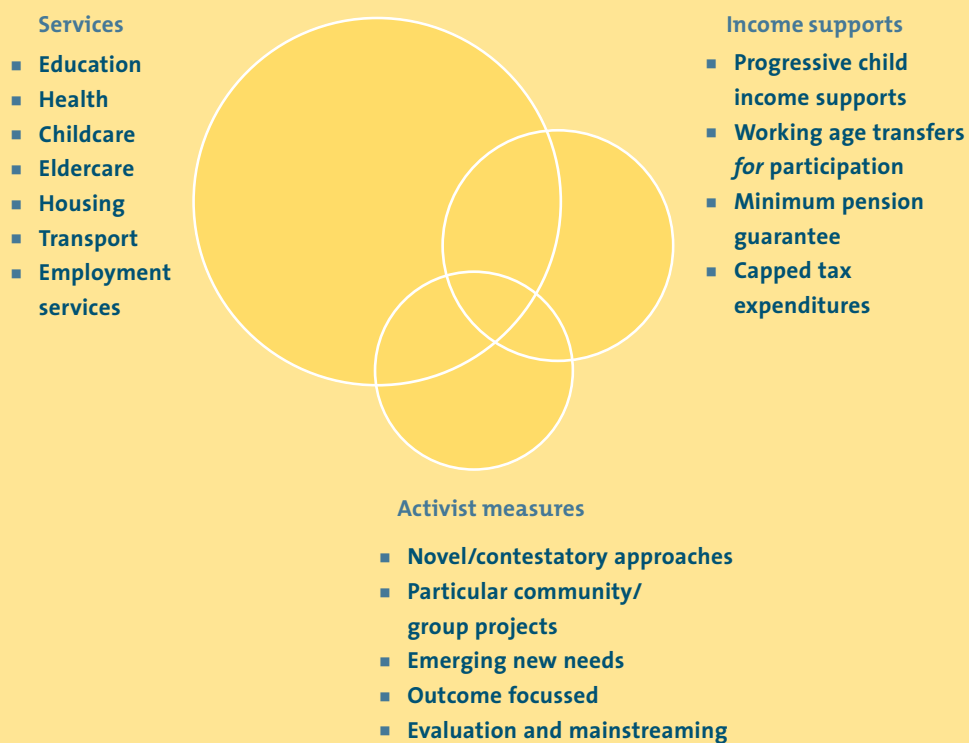 Services
▪ Education
▪ Health
▪ Childcare
▪ Eldercare
▪ Housing
▪ Transport
▪ Employment
services
Income supports
▪ Progressive child
income supports
▪ Working age transfers
for participation
▪ Minimum pension
guarantee
▪ Capped tax
expenditures
Activist measures
▪ Novel/contestatory approaches
▪ Particular community/
group projects
▪ Emerging new needs
▪ Outcome focussed
▪ Evaluation and mainstreaming